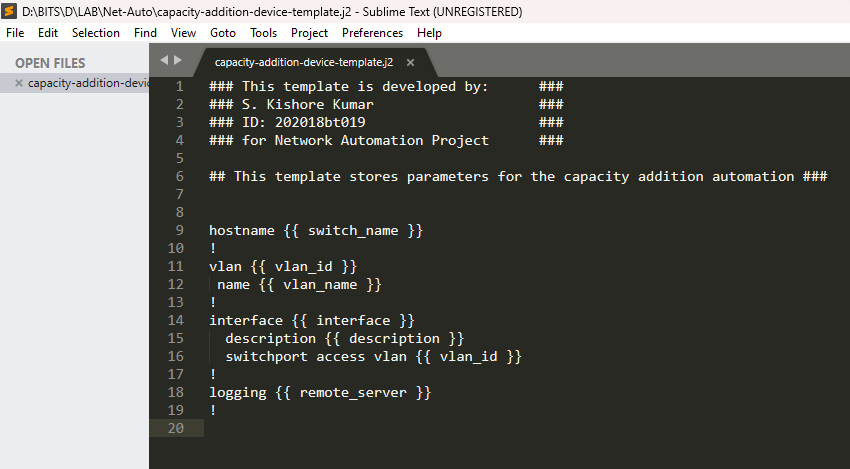 D:\BITS\D\LAB\Net-Auto\capacity-addition-device-template.j2 - Sublime Text (UNREGISTERED)
File Edit Selection Find View Goto Tools Project Preferences Help
OPEN FILES
capacity-addition-devic
capacity-addition-device-template.j2
1 ### This template is developed by:      ###
2 ### S. Kishore Kumar                    ###
3 ### ID: 202018bt019                     ###
4 ### for Network Automation Project      ###
5
6 ## This template stores parameters for the capacity addition automation ###
7
8
9 hostname {{ switch_name }}
10 !
11 vlan {{ vlan_id }}
12  name {{ vlan_name }}
13 !
14 interface {{ interface }}
15   description {{ description }}
16   switchport access vlan {{ vlan_id }}
17 !
18 logging {{ remote_server }}
19 !
20